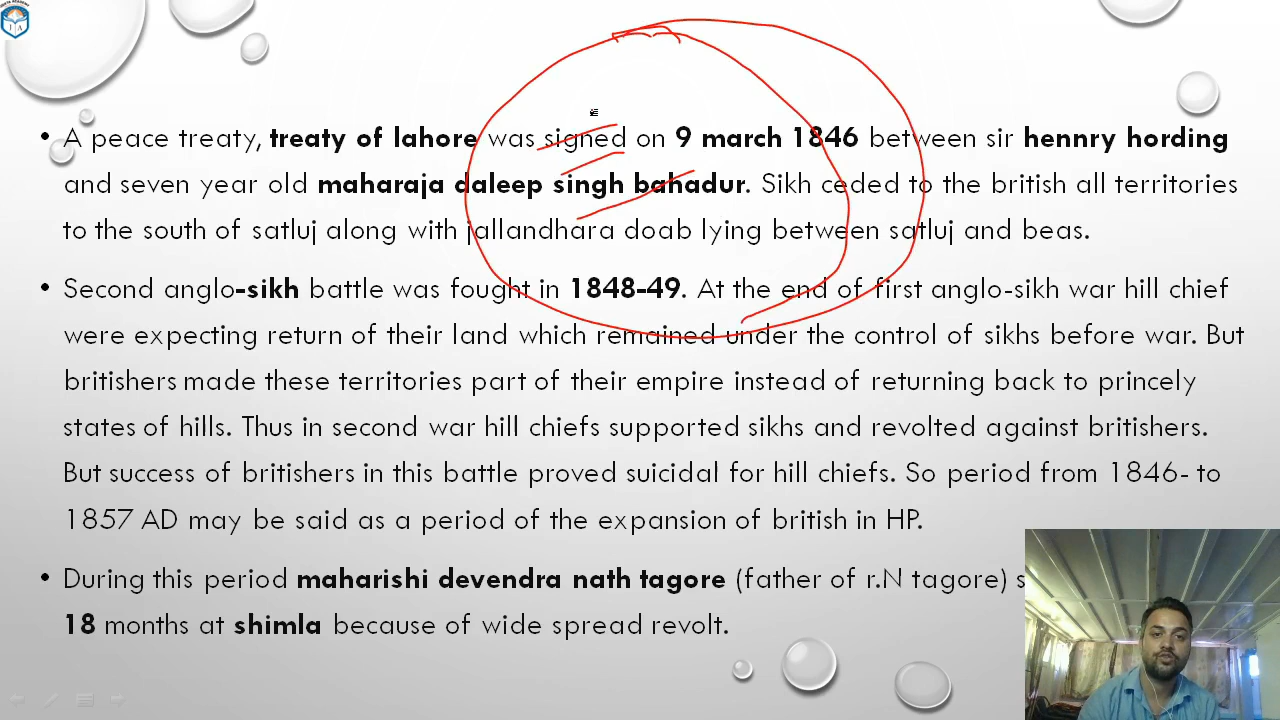 • A peace treaty, treaty of lahore was signed on 9 march 1846 between sir hennry hording
and seven year old maharaja daleep singh bahadur. Sikh ceded to the british all territories
to the south of satluj along with jallandhara doab lying between satluj and beas.
• Second anglo-sikh battle was fought in 1848-49. At the end of first anglo-sikh war hill chief
were expecting return of their land which remained under the control of sikhs before war. But
britishers made these territories part of their empire instead of returning back to princely
states of hills. Thus in second war hill chiefs supported sikhs and revolted against britishers.
But success of britishers in this battle proved suicidal for hill chiefs. So period from 1846- to
1857 AD may be said as a period of the expansion of british in HP.
• During this period maharishi devendra nath tagore (father of r.N tagore)
18 months at shimla because of wide spread revolt.